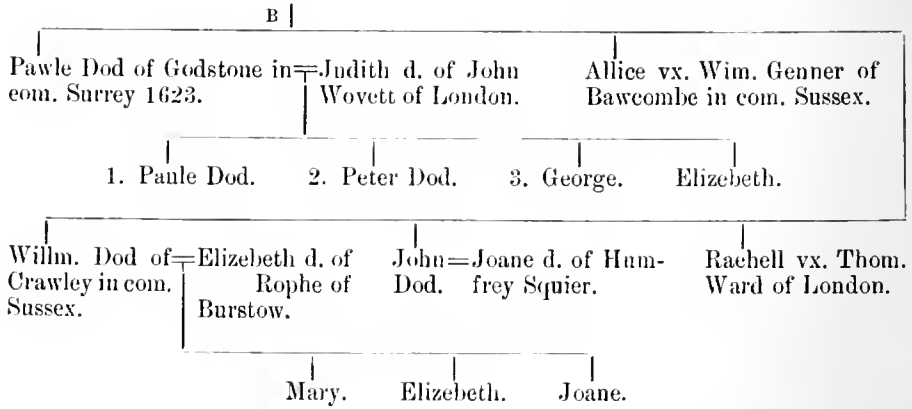 B
Pawle Dod of Godstone in = Judith d. of John Allice vx. Wim. Genner of
com. Surrey 1623. Wovett of London. Bawcombe in com. Sussex.
1. Paule Dod. 2. Peter Dod. 3. George. Elizebeth.
Willm. Dod of = Elizebeth d. of John = Joane d. of Hum- Rachell vx. Thom.
Crawley in com. Rophe of Dod. frey Squier. Ward of London.
Sussex. Burstow.
Mary. Elizebeth. Joane.